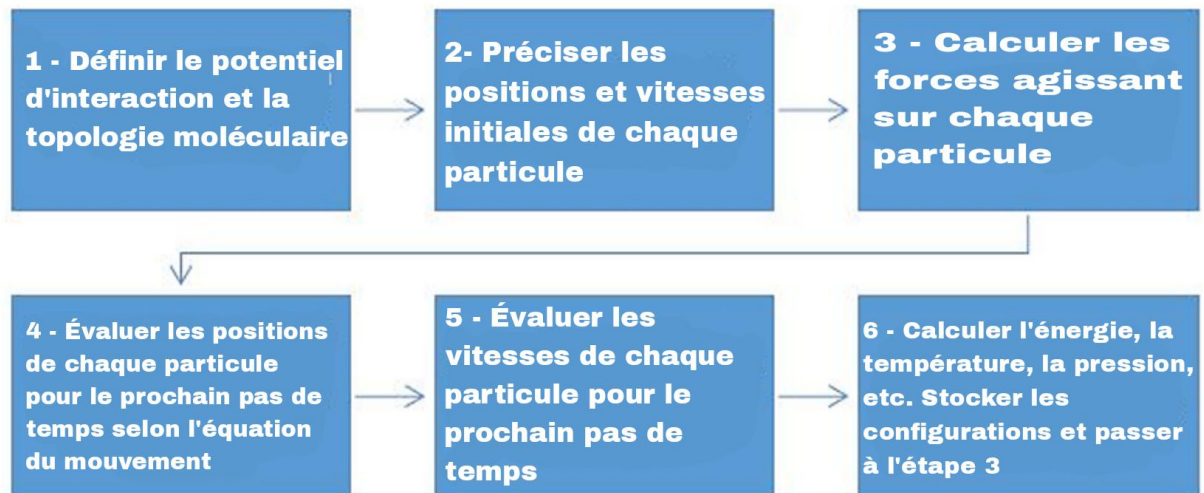 1 - Définir le potentiel
d'interaction et la
topologie moléculaire
2- Préciser les
positions et vitesses
initiales de chaque
particule
3 - Calculer les
forces agissant
sur chaque
particule
4 - Évaluer les positions
de chaque particule
pour le prochain pas de
temps selon l'équation
du mouvement
5 - Évaluer les
vitesses de chaque
particule pour le
prochain pas de
temps
6 - Calculer l'énergie, la
température, la pression,
etc. Stocker les
configurations et passer
à l'étape 3